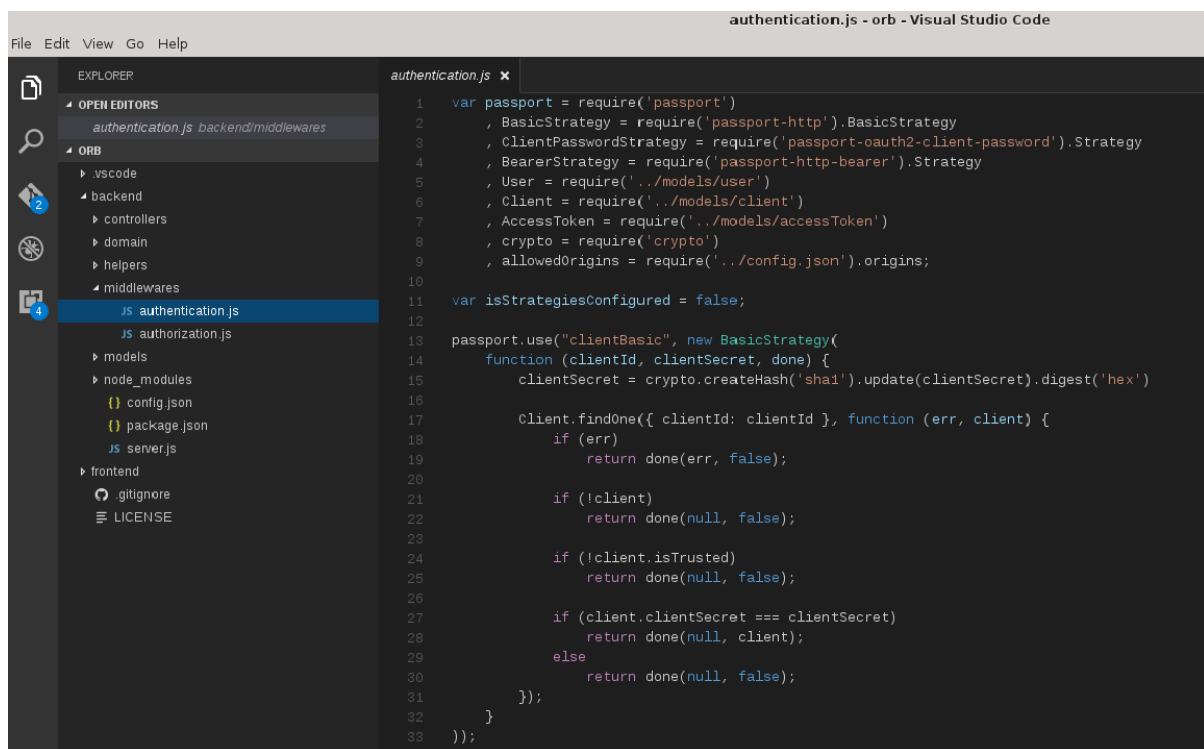 authentication.js - orb - Visual Studio Code
File Edit View Go Help
EXPLORER
OPEN EDITORS
authentication.js backend/middlewares
ORB
.vscode
backend
controllers
domain
helpers
middlewares
JS authentication.js
JS authorization.js
models
node_modules
{} config.json
{} package.json
JS server.js
frontend
.gitignore
LICENSE
2
4
authentication.js ×
1 var passport = require('passport')
2     , BasicStrategy = require('passport-http').BasicStrategy
3     , ClientPasswordStrategy = require('passport-oauth2-client-password').Strategy
4     , BearerStrategy = require('passport-http-bearer').Strategy
5     , User = require('../models/user')
6     , Client = require('../models/client')
7     , AccessToken = require('../models/accessToken')
8     , crypto = require('crypto')
9     , allowedOrigins = require('../config.json').origins;
10
11 var isStrategiesConfigured = false;
12
13 passport.use("clientBasic", new BasicStrategy(
14     function (clientId, clientSecret, done) {
15         clientSecret = crypto.createHash('sha1').update(clientSecret).digest('hex')
16
17         Client.findOne({ clientId: clientId }, function (err, client) {
18             if (err)
19                 return done(err, false);
20
21             if (!client)
22                 return done(null, false);
23
24             if (!client.isTrusted)
25                 return done(null, false);
26
27             if (client.clientSecret === clientSecret)
28                 return done(null, client);
29             else
30                 return done(null, false);
31         });
32     }
33 ));